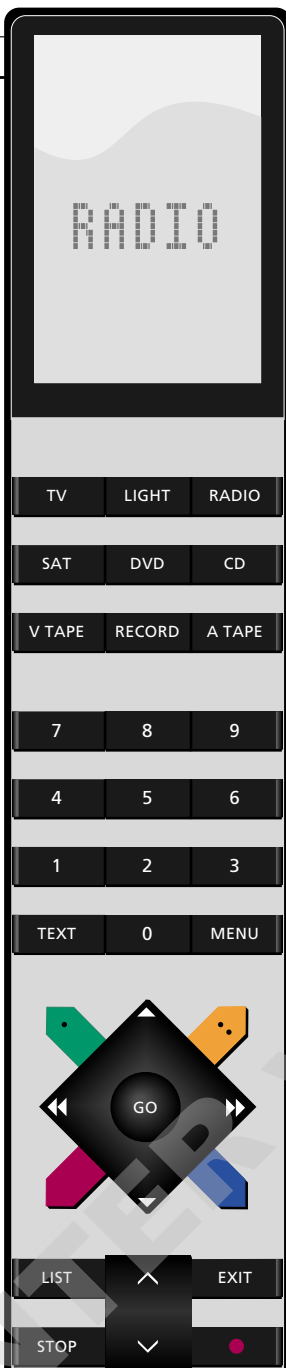 RADIO
TV LIGHT RADIO
SAT DVD CD
V TAPE RECORD A TAPE
7 8 9
4 5 6
1 2 3
TEXT 0 MENU
GO
LIST EXIT
STOP